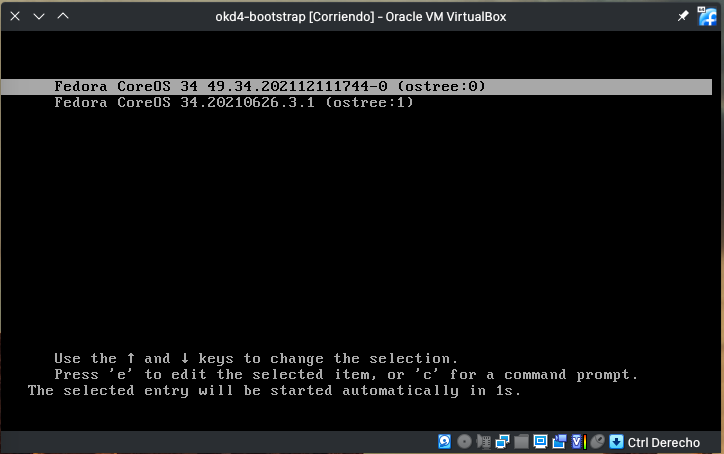 okd4-bootstrap [Corriendo] - Oracle VM VirtualBox
Fedora CoreOS 34 49.34.202112111744-0 (ostree:0)
Fedora CoreOS 34.20210626.3.1 (ostree:1)
Use the ↑ and ↓ keys to change the selection.
Press 'e' to edit the selected item, or 'c' for a command prompt.
The selected entry will be started automatically in 1s.
Ctrl Derecho